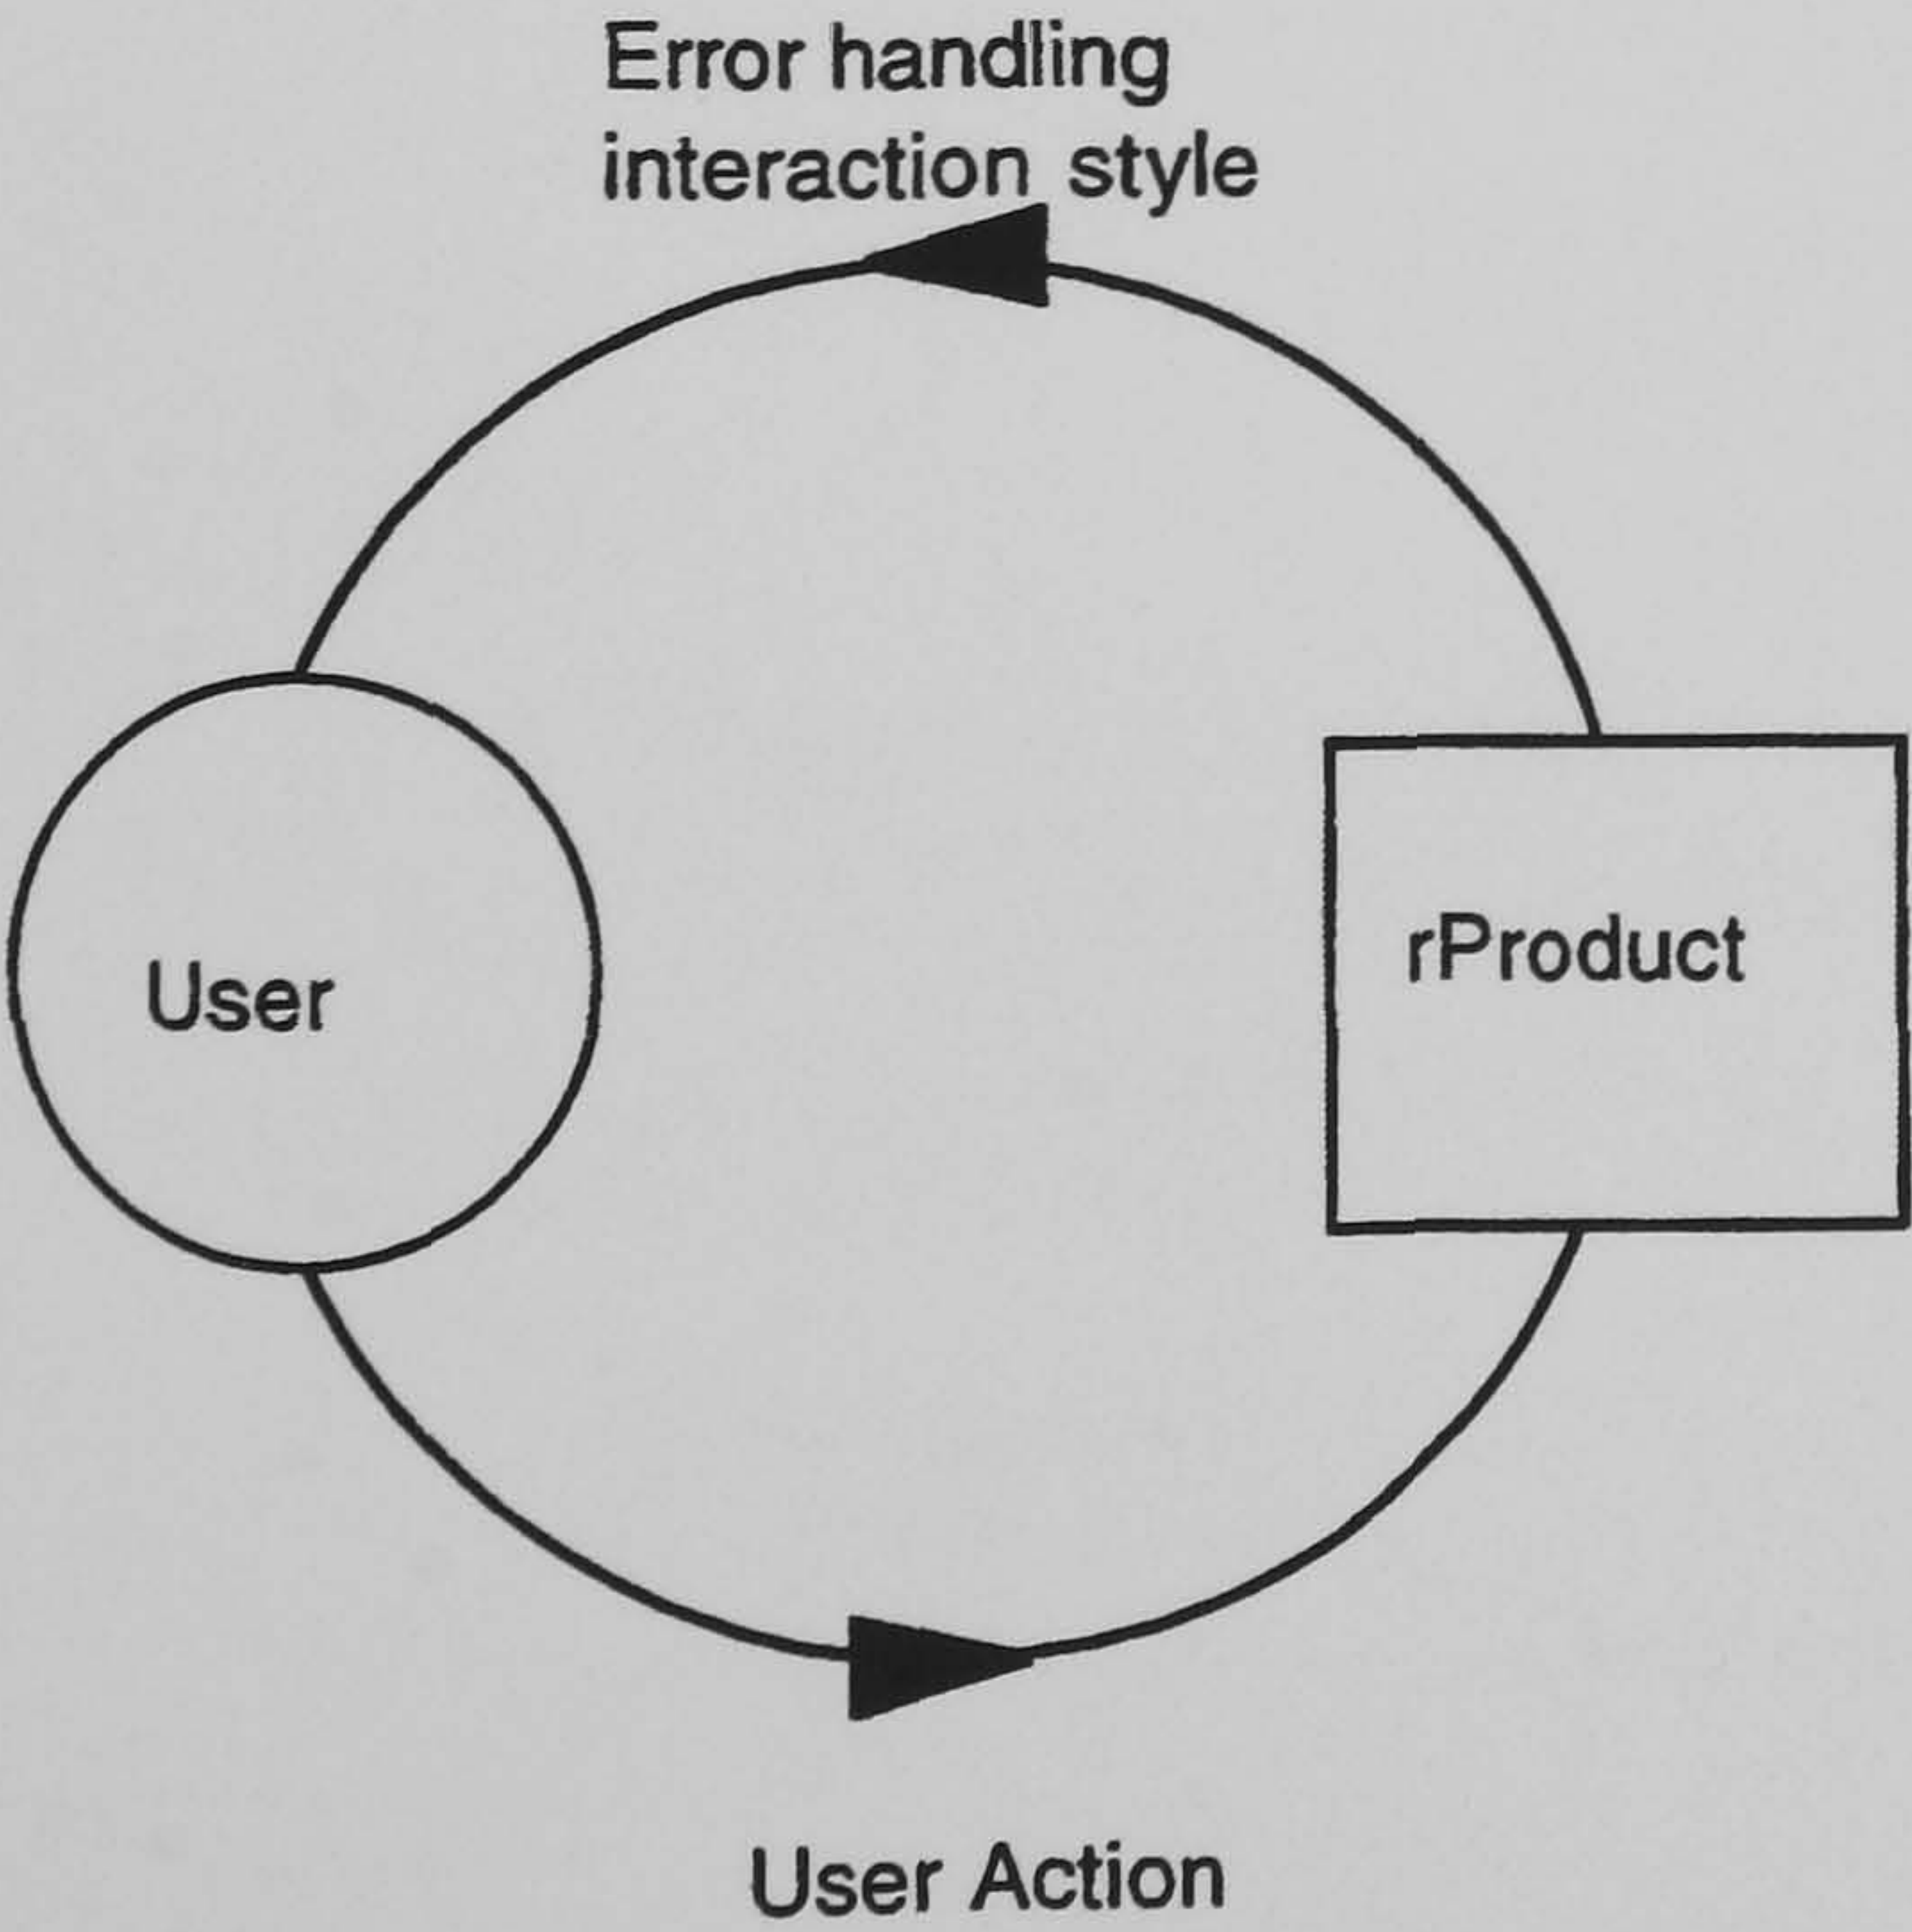 Error handling
interaction style
User
rProduct
User Action